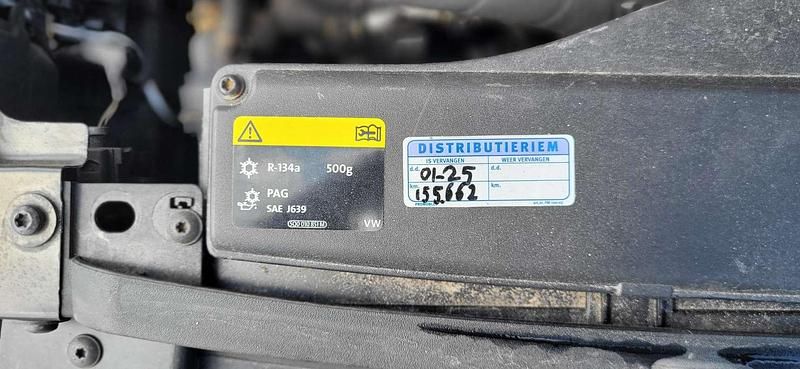 R-134a 500g
PAG
SAE J639
VW
DISTRIBUTIERIEM
IS VERVANGEN WEER VERVANGEN
d.d. 01-25 d.d.
km. 155.662 km.